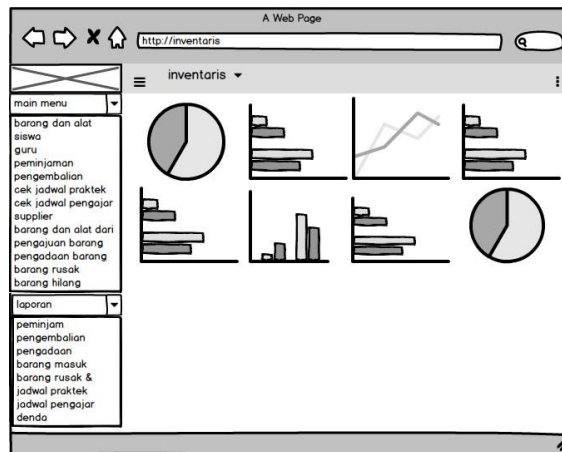 A Web Page
http://inventaris
inventaris
main menu
barang dan alat
siswa
guru
peminjaman
pengembalian
cek jadwal praktek
cek jadwal pengajar
supplier
barang dan alat dari
pengajuan barang
pengadaan barang
barang rusak
barang hilang
laporan
peminjam
pengembalian
pengadaan
barang masuk
barang rusak &
jadwal praktek
jadwal pengajar
denda